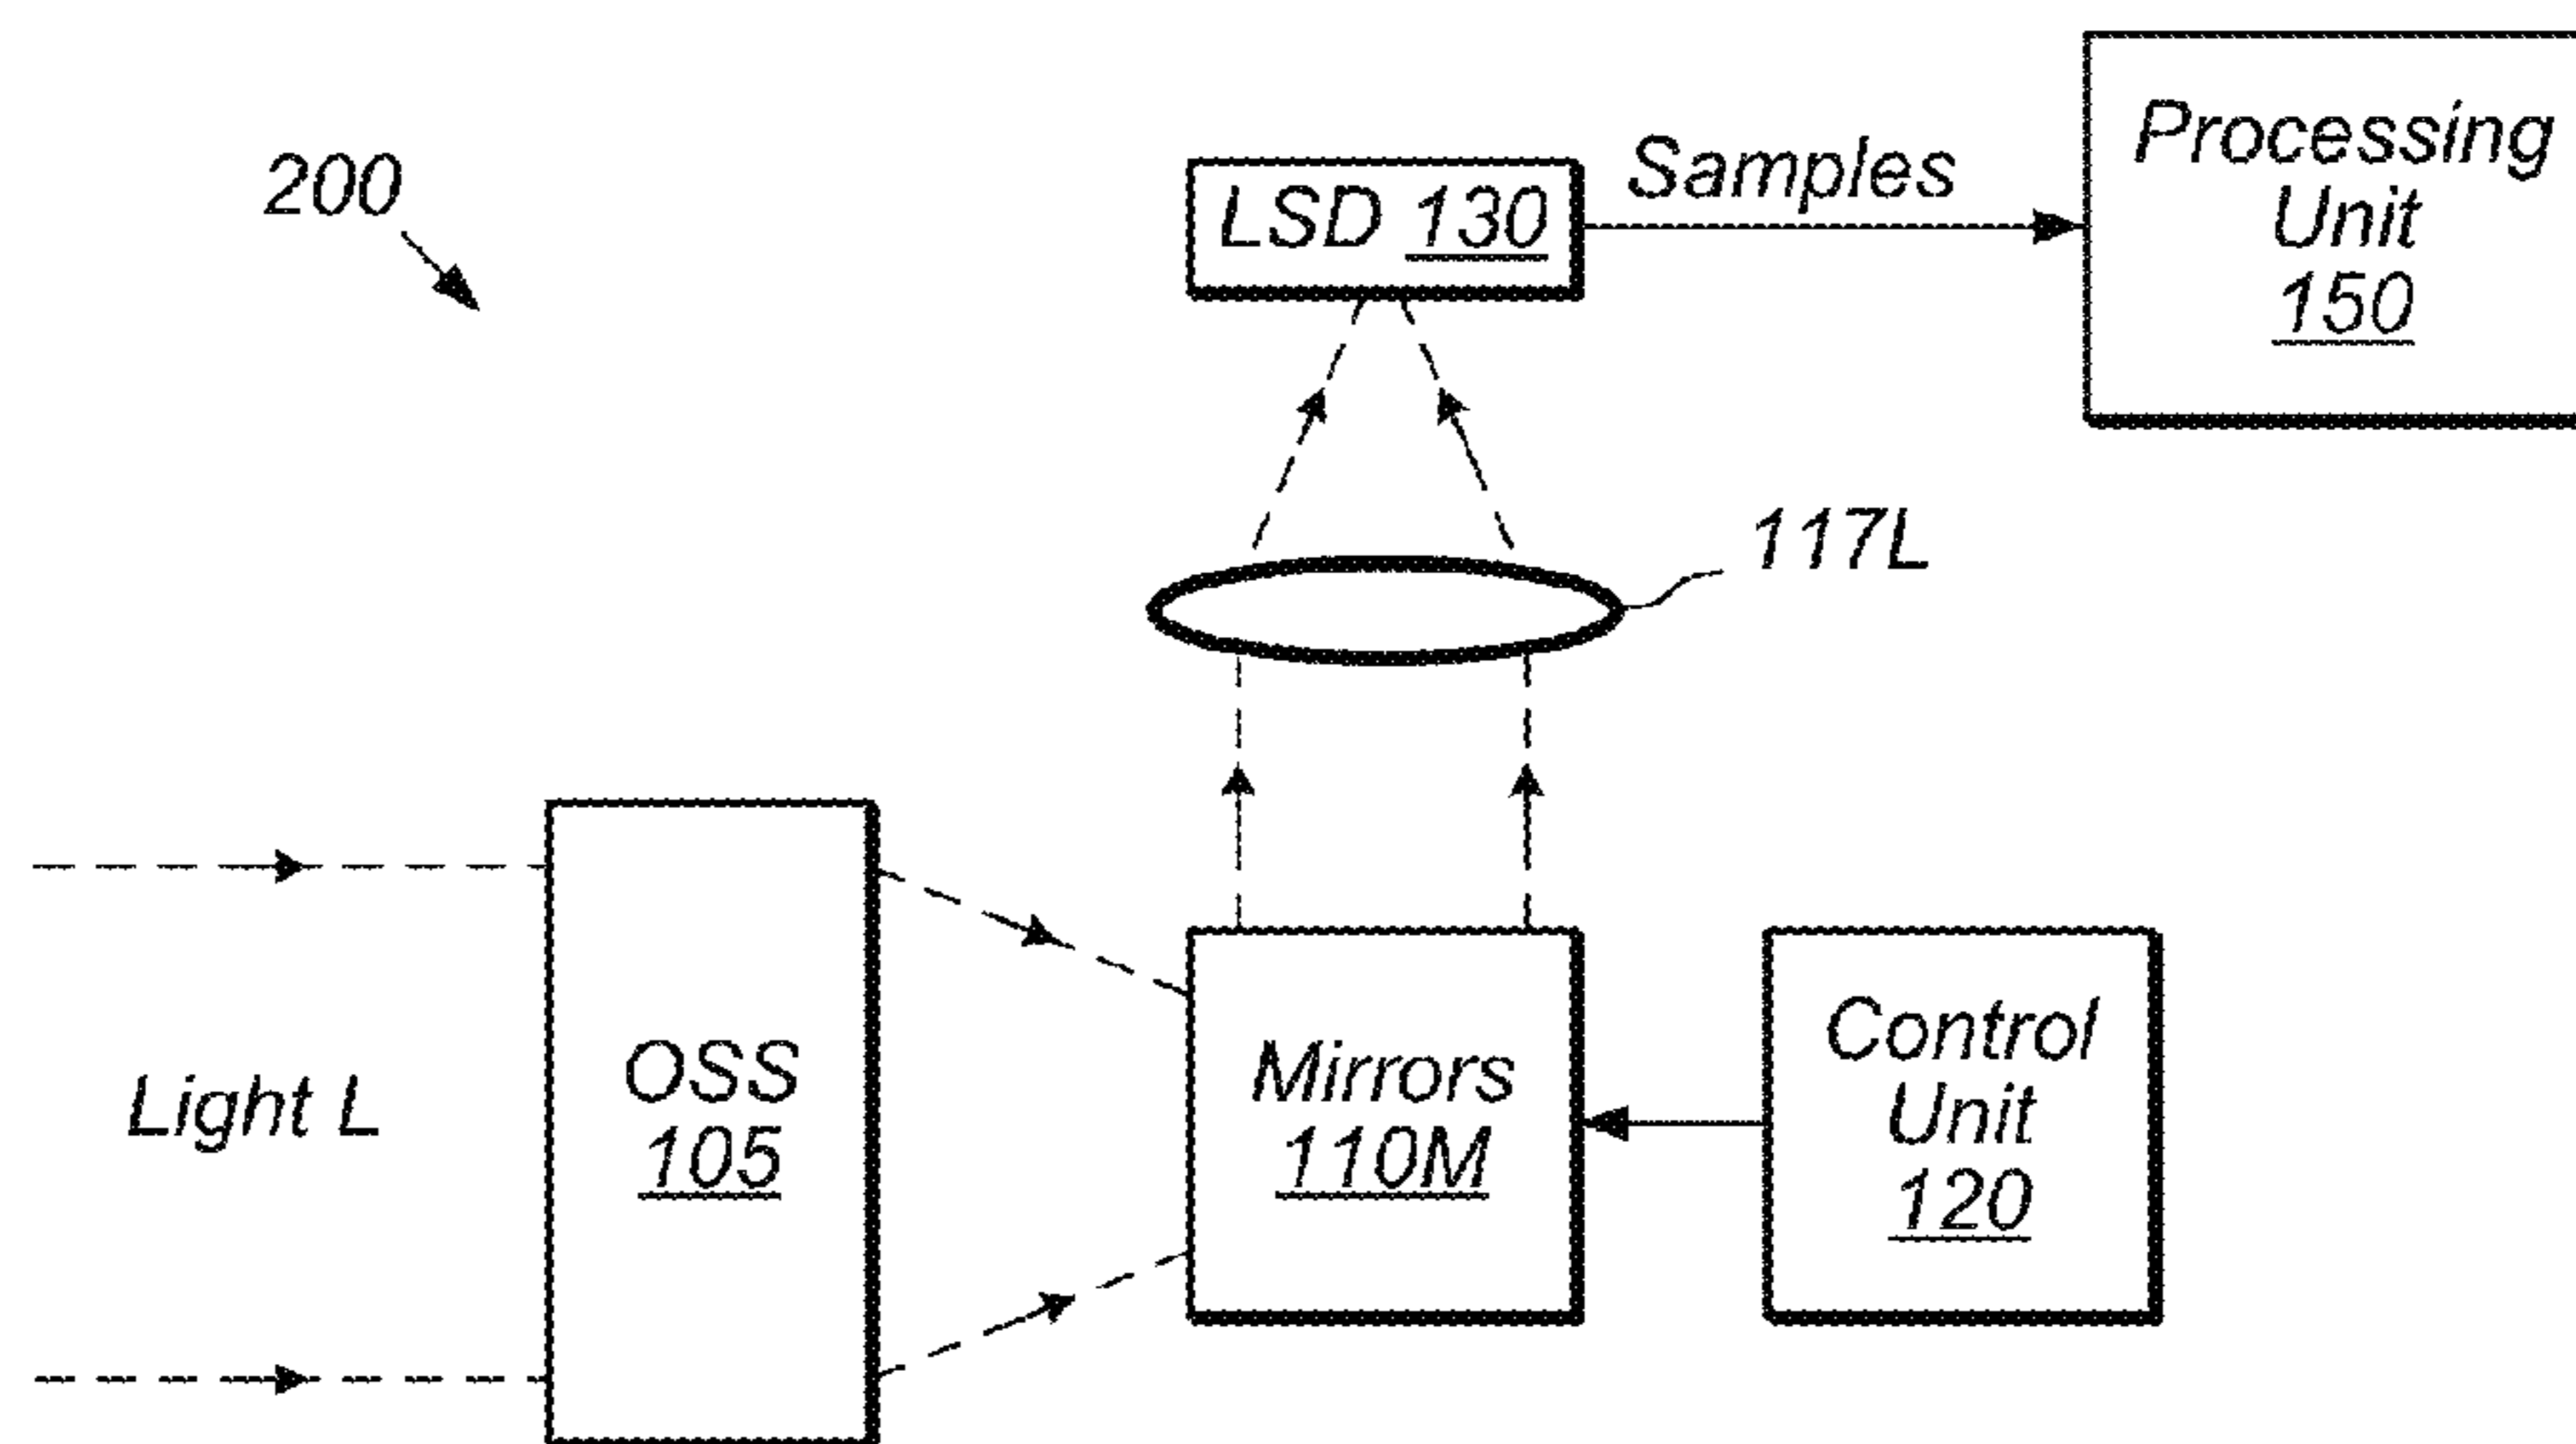 200
LSD 130
Samples
Processing
Unit
150
117L
Light L
OSS
105
Mirrors
110M
Control
Unit
120